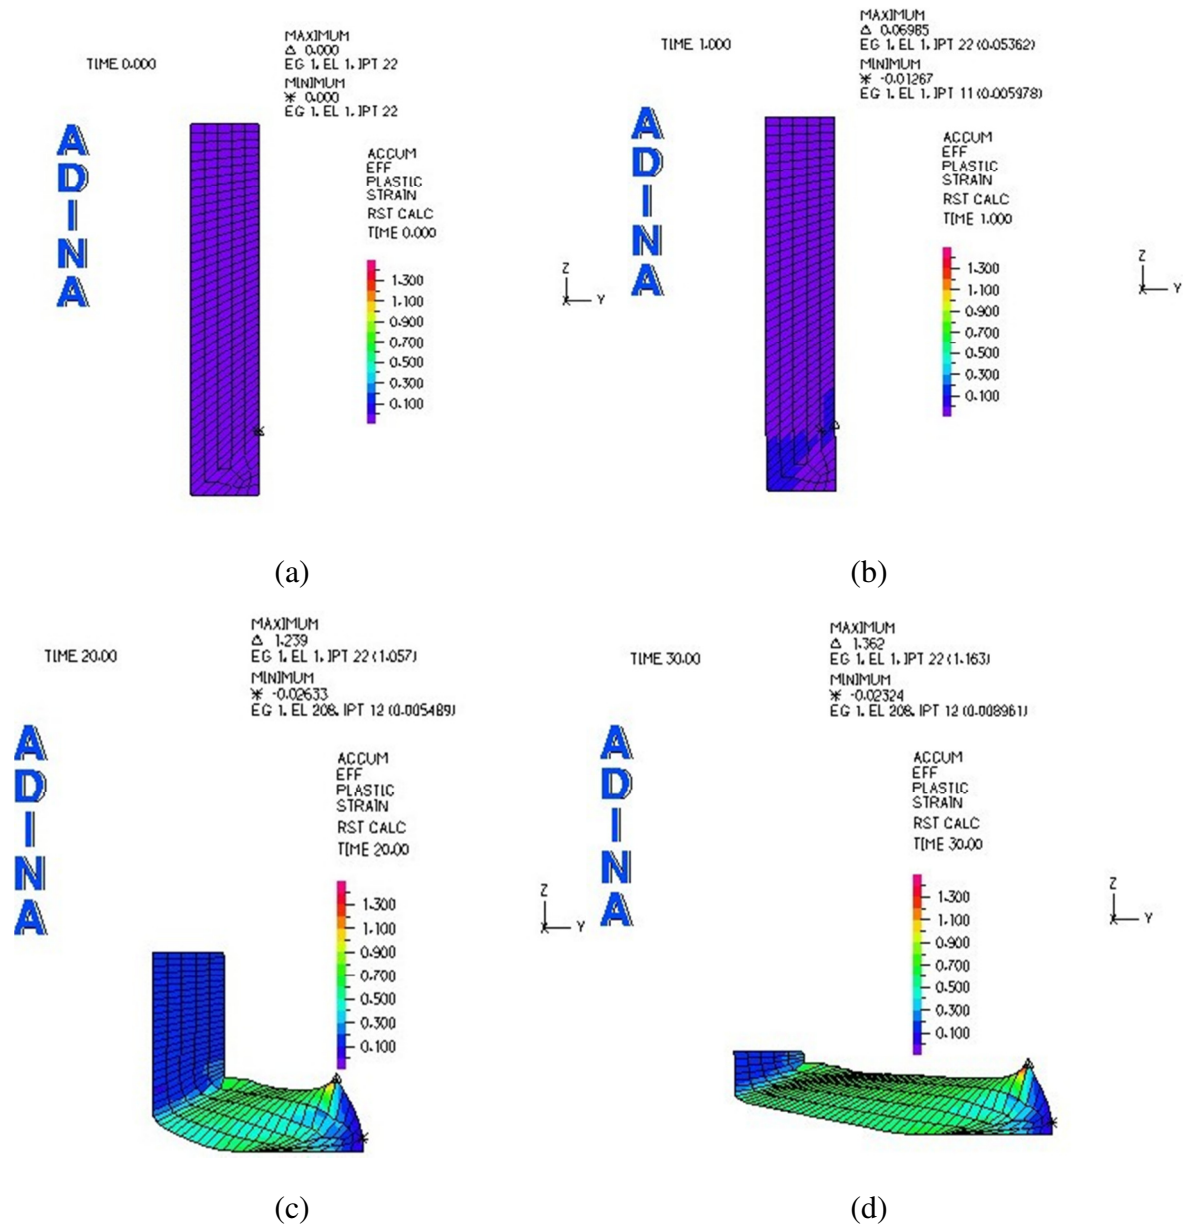 TIME 0.000
MAXIMUM
Δ 0.000
EG 1, EL 1, IPT 22
MINIMUM
* 0.000
EG 1, EL 1, IPT 22
ADINA
ACCUM
EFF
PLASTIC
STRAIN
RST CALC
TIME 0.000
1.300
1.100
0.900
0.700
0.500
0.300
0.100
Z
X Y
(a)
TIME 1.000
MAXIMUM
Δ 0.06985
EG 1, EL 1, IPT 22 (0.05362)
MINIMUM
* -0.01267
EG 1, EL 1, IPT 11 (0.005978)
ADINA
ACCUM
EFF
PLASTIC
STRAIN
RST CALC
TIME 1.000
1.300
1.100
0.900
0.700
0.500
0.300
0.100
Z
X Y
(b)
TIME 20.00
MAXIMUM
Δ 1.239
EG 1, EL 1, IPT 22 (1.057)
MINIMUM
* -0.02633
EG 1, EL 208, IPT 12 (0.005489)
ADINA
ACCUM
EFF
PLASTIC
STRAIN
RST CALC
TIME 20.00
1.300
1.100
0.900
0.700
0.500
0.300
0.100
Z
X Y
(c)
TIME 30.00
MAXIMUM
Δ 1.362
EG 1, EL 1, IPT 22 (1.163)
MINIMUM
* -0.02324
EG 1, EL 208, IPT 12 (0.008961)
ADINA
ACCUM
EFF
PLASTIC
STRAIN
RST CALC
TIME 30.00
1.300
1.100
0.900
0.700
0.500
0.300
0.100
Z
X Y
(d)